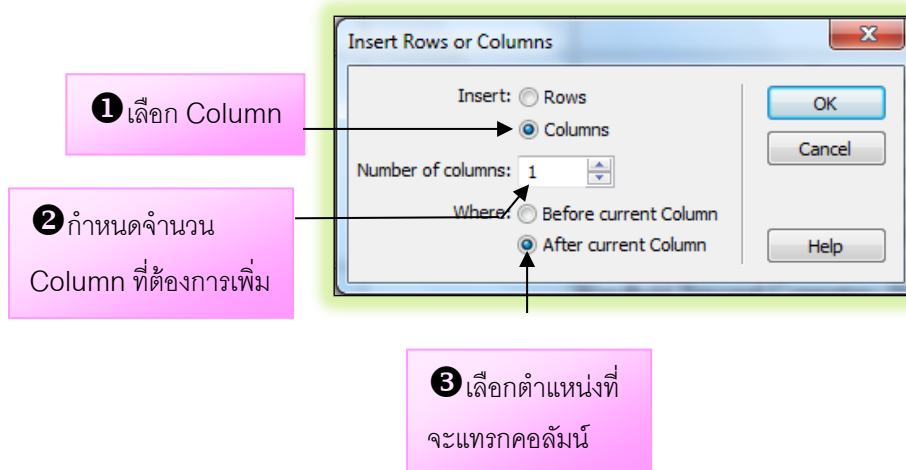 Insert Rows or Columns
Insert: Rows
Columns
Number of columns: 1
Where: Before current Column
After current Column
OK
Cancel
Help
❶เลือก Column
❷กำหนดจำนวน
Column ที่ต้องการเพิ่ม
❸เลือกตำแหน่งที่
จะแทรกคอลัมน์